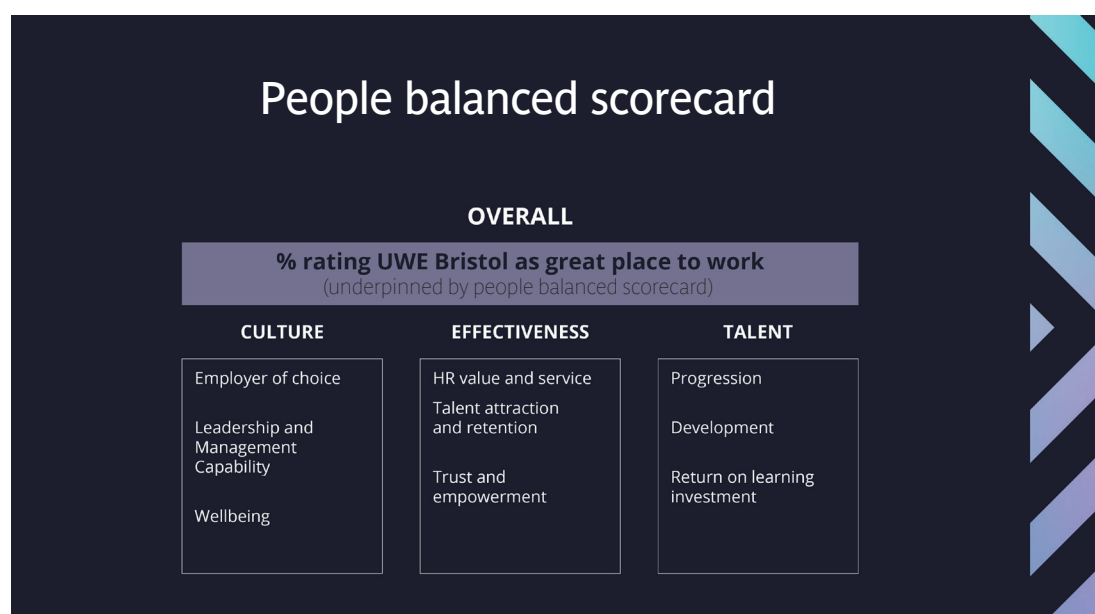 People balanced scorecard
OVERALL
% rating UWE Bristol as great place to work
(underpinned by people balanced scorecard)
CULTURE
Employer of choice
Leadership and
Management
Capability
Wellbeing
EFFECTIVENESS
HR value and service
Talent attraction
and retention
Trust and
empowerment
TALENT
Progression
Development
Return on learning
investment